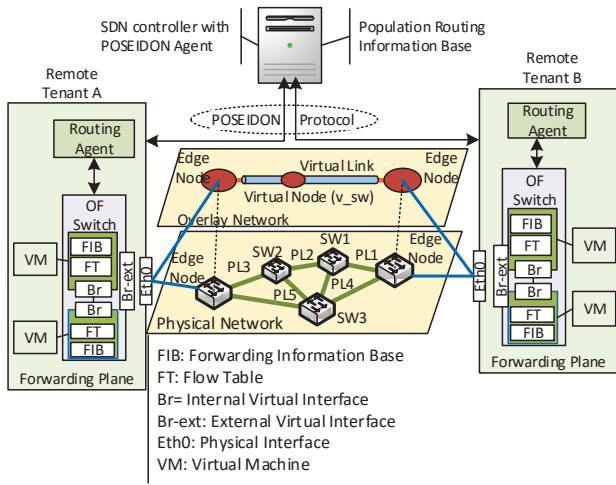 SDN controller with
POSEIDON Agent
Population Routing
Information Base
Remote
Tenant A
Remote
Tenant B
POSEIDON Protocol
Routing
Agent
Routing
Agent
Edge
Node
Virtual Link
Edge
Node
Virtual Node (v_sw)
Overlay Network
OF
Switch
FIB
FT
Br
Br
FT
FIB
VM
VM
Br-ext
Eth0
Edge
Node
SW2
PL2
SW1
PL1
Edge
Node
PL3
PL4
PL5
SW3
Physical Network
Eth0
Br-ext
OF
Switch
FIB
FT
Br
Br
FT
FIB
VM
VM
Forwarding Plane
Forwarding Plane
FIB: Forwarding Information Base
FT: Flow Table
Br= Internal Virtual Interface
Br-ext: External Virtual Interface
Eth0: Physical Interface
VM: Virtual Machine